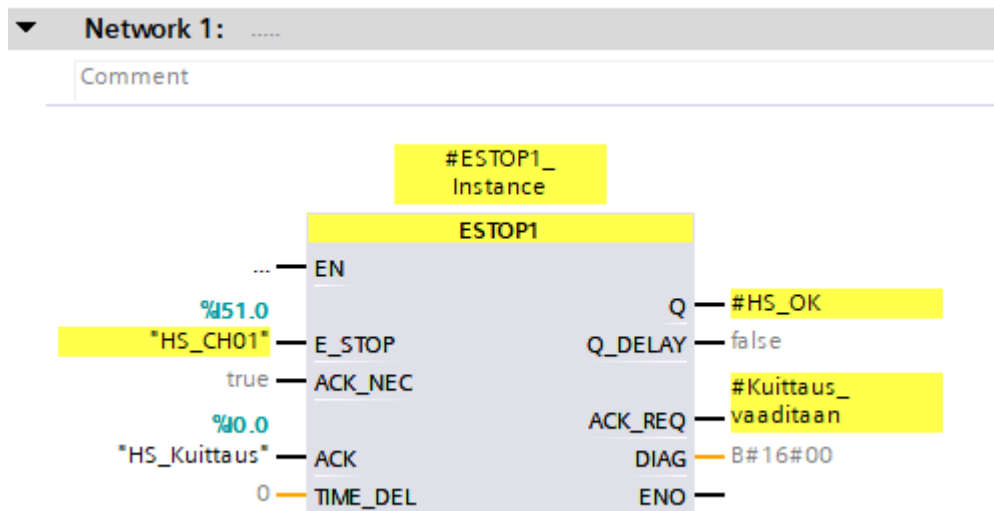 Network 1: .....
Comment
#ESTOP1_
Instance
ESTOP1
... EN
%I51.0
"HS_CH01" E_STOP
Q #HS_OK
Q_DELAY false
true ACK_NEC
#Kuittaus_
vaaditaan
ACK_REQ
%I0.0
"HS_Kuittaus" ACK
DIAG B#16#00
0 TIME_DEL
ENO